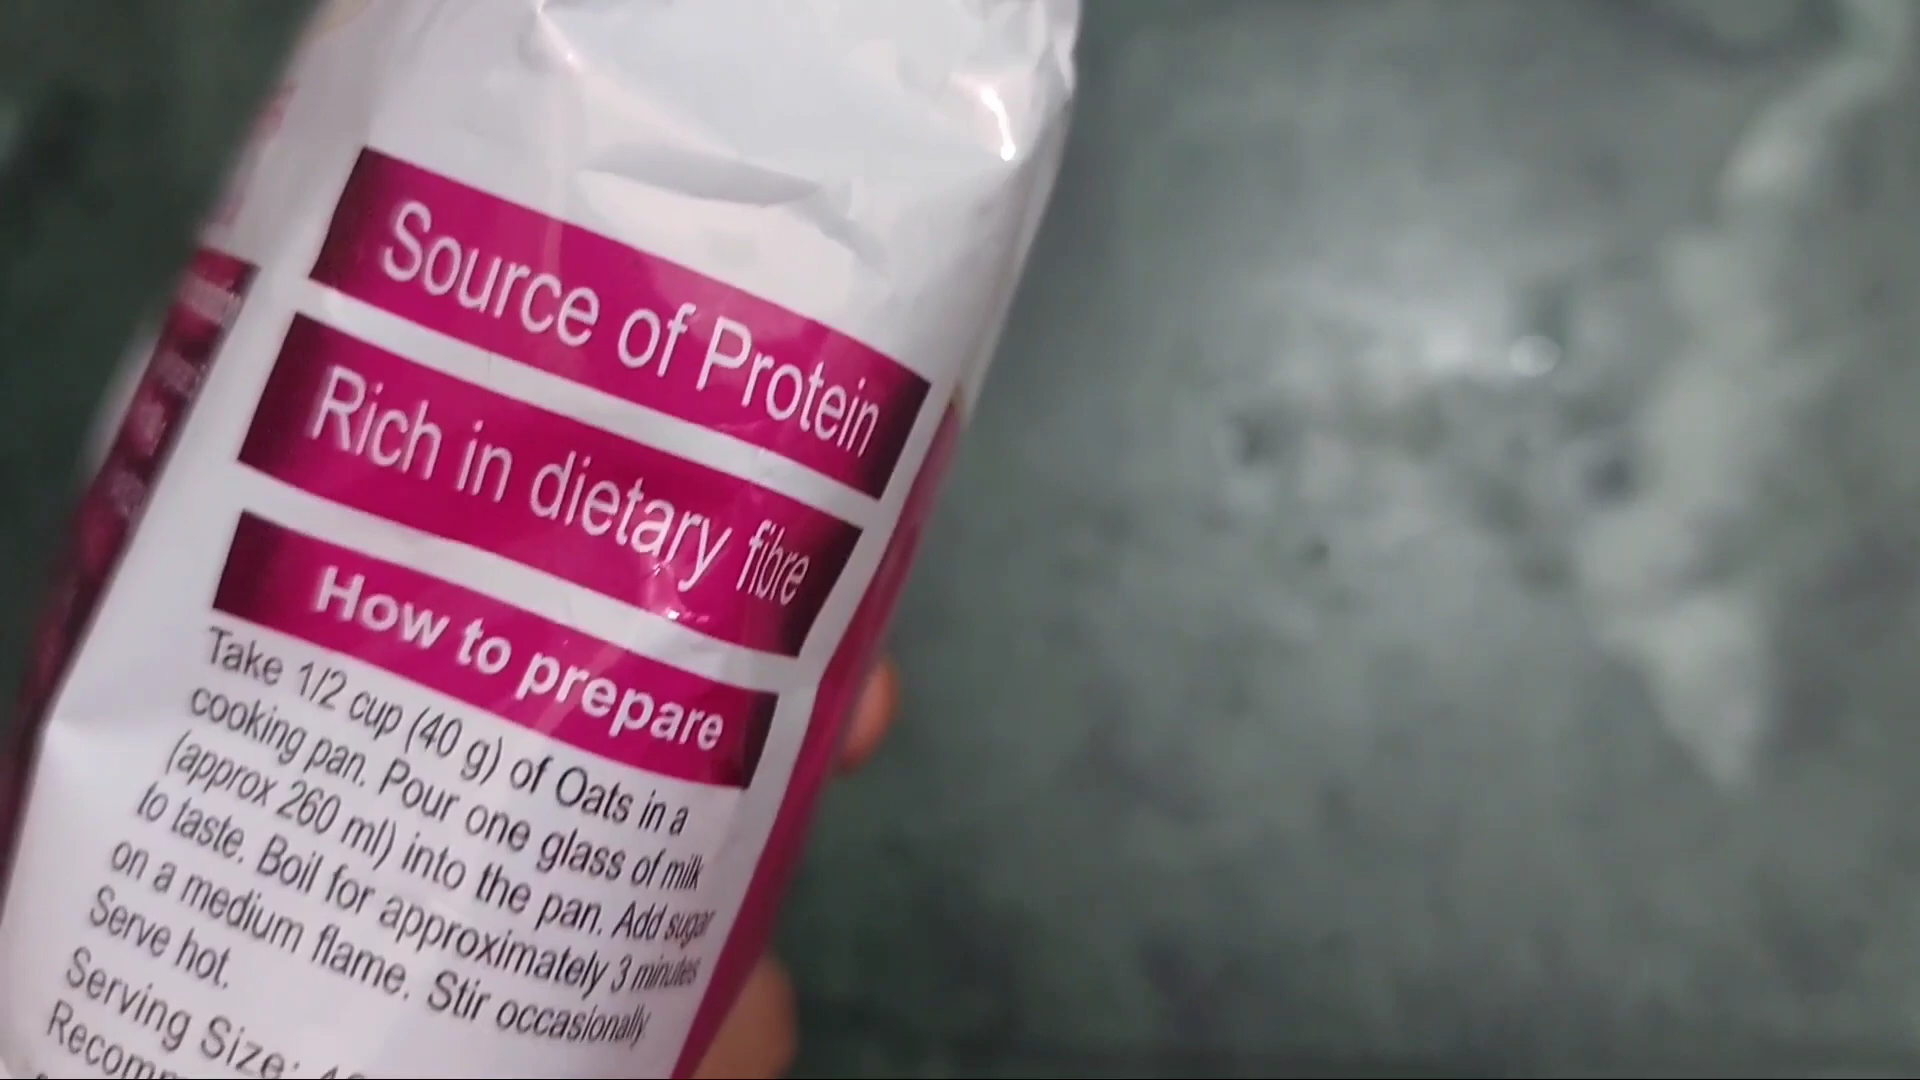 Source of Protein
Rich in dietary fibre
How to prepare
Take 1/2 cup (40 g) of Oats in a
cooking pan. Pour one glass of milk
(approx 260 ml) into the pan. Add sugar
to taste. Boil for approximately 3 minutes
on a medium flame. Stir occasionally
Serve hot.
Serving Size: